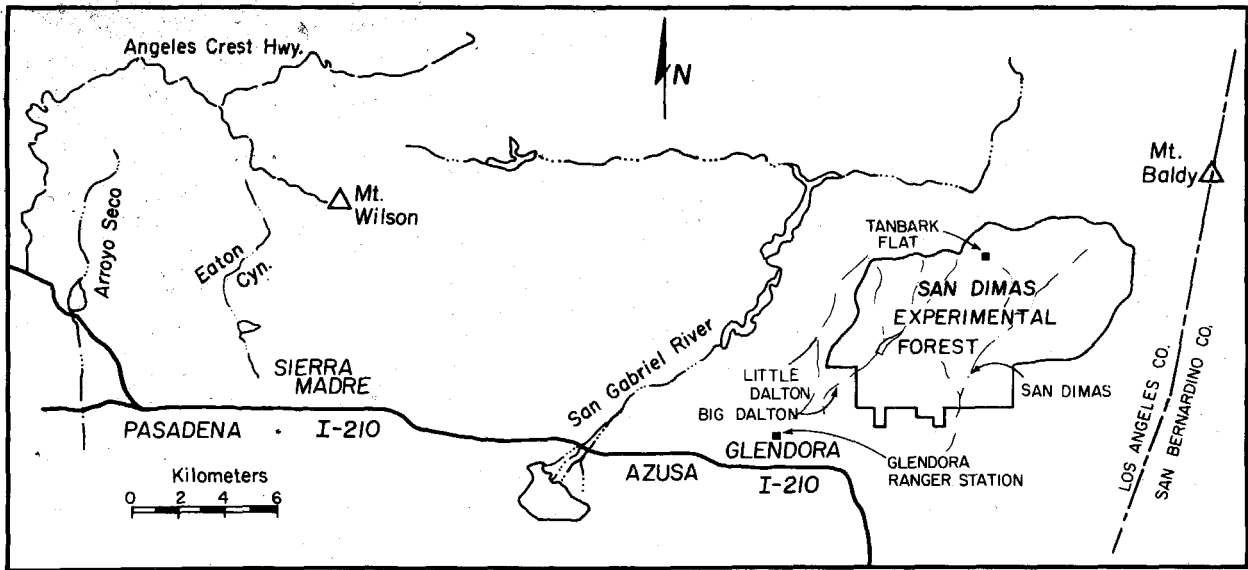 Angeles Crest Hwy.
N
Mt.
Wilson
Mt.
Baldy
Arroyo Seco
Eaton
Cyn.
TANBARK
FLAT
SAN DIMAS
EXPERIMENTAL
FOREST
San Gabriel River
SIERRA
MADRE
LITTLE
DALTON
BIG DALTON
SAN DIMAS
PASADENA
I-210
GLENDORA
AZUSA
I-210
GLENDORA
RANGER STATION
LOS ANGELES CO.
SAN BERNARDINO CO.
Kilometers
0 2 4 6